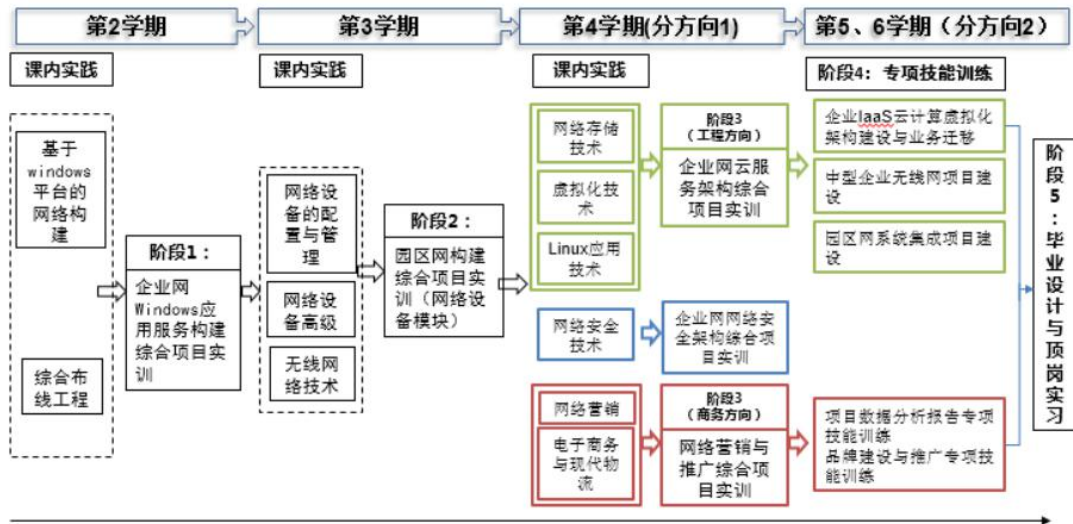 第2学期
第3学期
第4学期(分方向1)
第5、6学期（分方向2）
课内实践
基于
windows
平台的
网络构
建
综合布
线工程
阶段1：
企业网
Windows应
用服务构建
综合项目实
训
课内实践
网络设
备的配
置与管
理
网络设
备高级
无线网
络技术
阶段2：
园区网构建
综合项目实
训（网络设
备模块）
课内实践
网络存储
技术
虚拟化技
术
Linux应用
技术
阶段3
（工程方向）
企业网云服
务架构综合
项目实训
网络安全
技术
企业网网络安
全架构综合项
目实训
网络营销
电子商务
与现代物
流
阶段3
（商务方向）
网络营销与
推广综合项
目实训
阶段4：专项技能训练
企业IaaS云计算虚拟化
架构建设与业务迁移
中型企业无线网项目建
设
园区网系统集成项目建
设
项目数据分析报告专项
技能训练
品牌建设与推广专项技
能训练
阶段5：毕业设计与顶岗实习